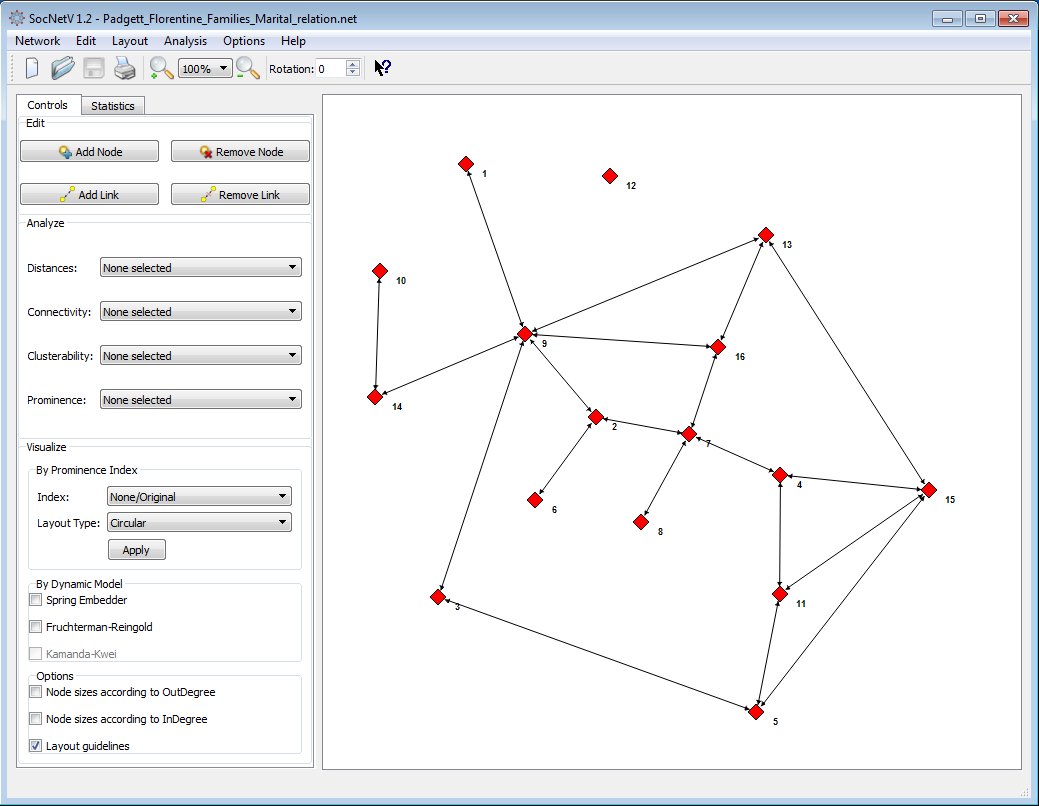 SocNetV 1.2 - Padgett_Florentine_Families_Marital_relation.net
Network Edit Layout Analysis Options Help
100% Rotation: 0
Controls Statistics
Edit
Add Node Remove Node
Add Link Remove Link
Analyze
Distances: None selected
Connectivity: None selected
Clusterability: None selected
Prominence: None selected
Visualize
By Prominence Index
Index: None/Original
Layout Type: Circular
Apply
By Dynamic Model
Spring Embedder
Fruchterman-Reingold
Kamanda-Kwei
Options
Node sizes according to OutDegree
Node sizes according to InDegree
Layout guidelines
1
12
13
10
9
16
14
2
7
4
15
6
8
11
3
5